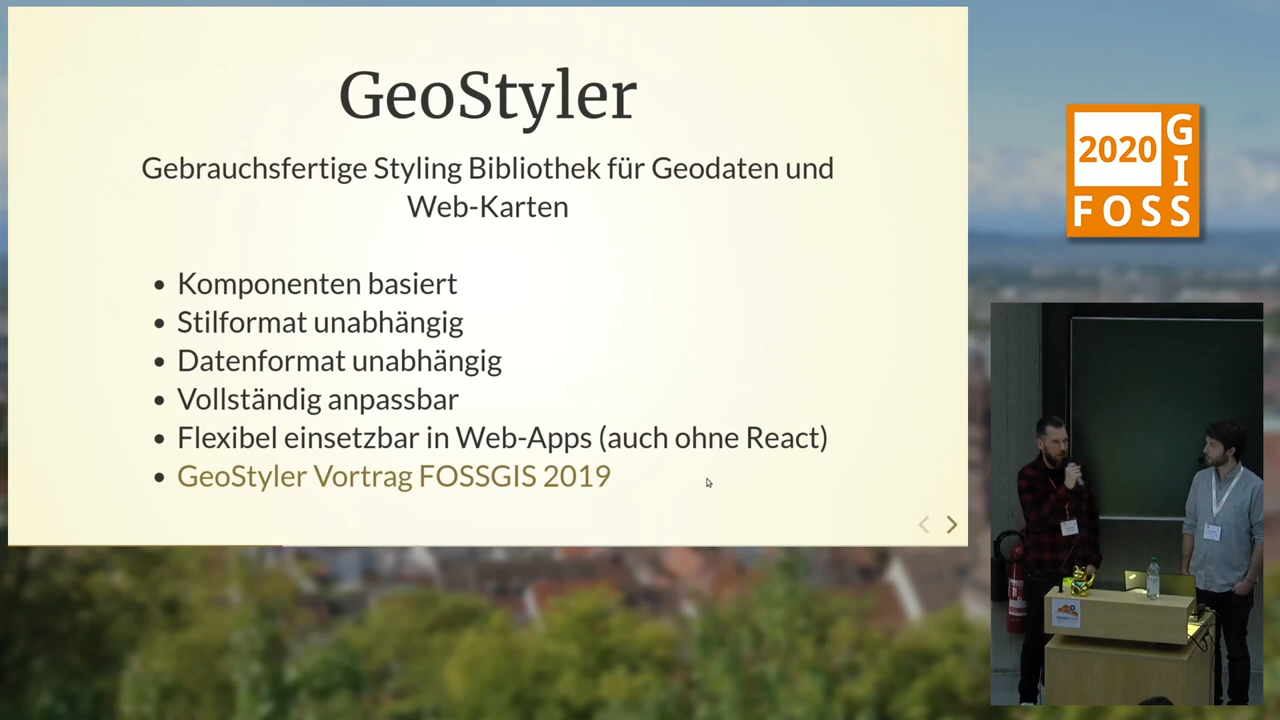 GeoStyler
Gebrauchsfertige Styling Bibliothek für Geodaten und
Web-Karten
• Komponenten basiert
• Stilformat unabhängig
• Datenformat unabhängig
• Vollständig anpassbar
• Flexibel einsetzbar in Web-Apps (auch ohne React)
• GeoStyler Vortrag FOSSGIS 2019
2020
GI
FOSS